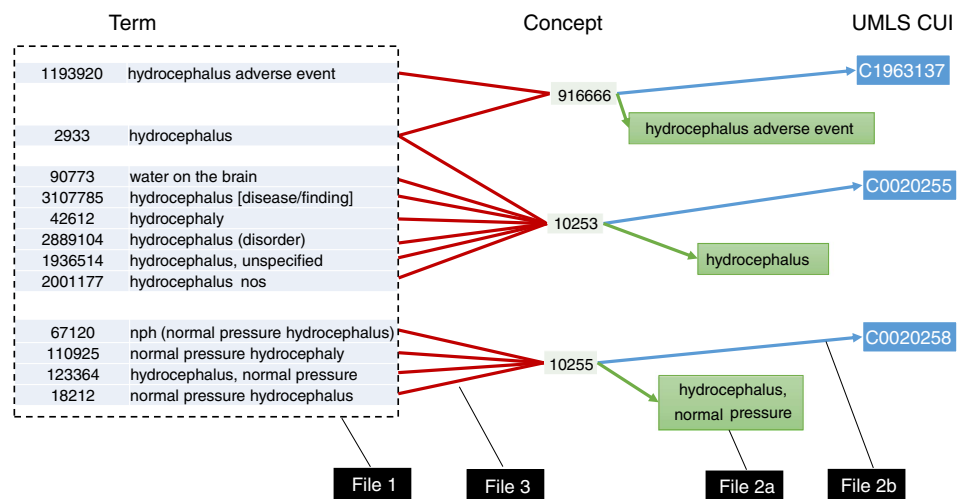 Term Concept UMLS CUI
1193920 hydrocephalus adverse event
C1963137
916666
hydrocephalus adverse event
2933 hydrocephalus
90773 water on the brain
C0020255
3107785 hydrocephalus [disease/finding]
42612 hydrocephaly
10253
2889104 hydrocephalus (disorder)
1936514 hydrocephalus, unspecified
hydrocephalus
2001177 hydrocephalus nos
67120 nph (normal pressure hydrocephalus)
C0020258
110925 normal pressure hydrocephaly
10255
123364 hydrocephalus, normal pressure
18212 normal pressure hydrocephalus
hydrocephalus,
normal pressure
File 1 File 3 File 2a File 2b